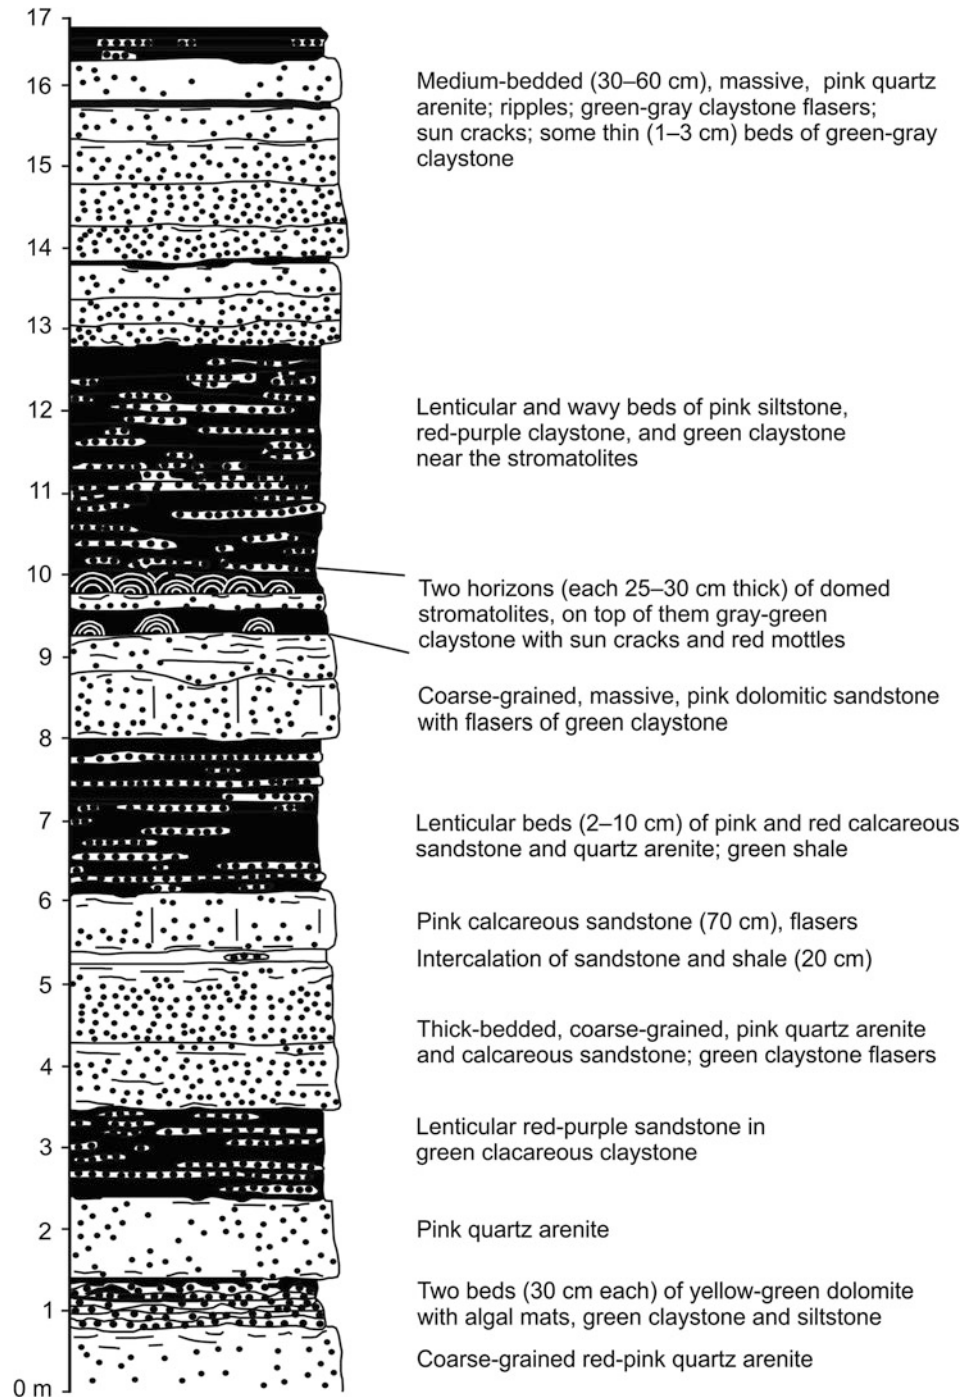 17
16
Medium-bedded (30–60 cm), massive, pink quartz
arenite; ripples; green-gray claystone flasers;
sun cracks; some thin (1–3 cm) beds of green-gray
claystone
15
14
13
12
Lenticular and wavy beds of pink siltstone,
red-purple claystone, and green claystone
near the stromatolites
11
10
Two horizons (each 25–30 cm thick) of domed
stromatolites, on top of them gray-green
claystone with sun cracks and red mottles
9
Coarse-grained, massive, pink dolomitic sandstone
with flasers of green claystone
8
7
Lenticular beds (2–10 cm) of pink and red calcareous
sandstone and quartz arenite; green shale
6
Pink calcareous sandstone (70 cm), flasers
Intercalation of sandstone and shale (20 cm)
5
Thick-bedded, coarse-grained, pink quartz arenite
and calcareous sandstone; green claystone flasers
4
Lenticular red-purple sandstone in
green clacareous claystone
3
2
Pink quartz arenite
Two beds (30 cm each) of yellow-green dolomite
with algal mats, green claystone and siltstone
1
Coarse-grained red-pink quartz arenite
0 m